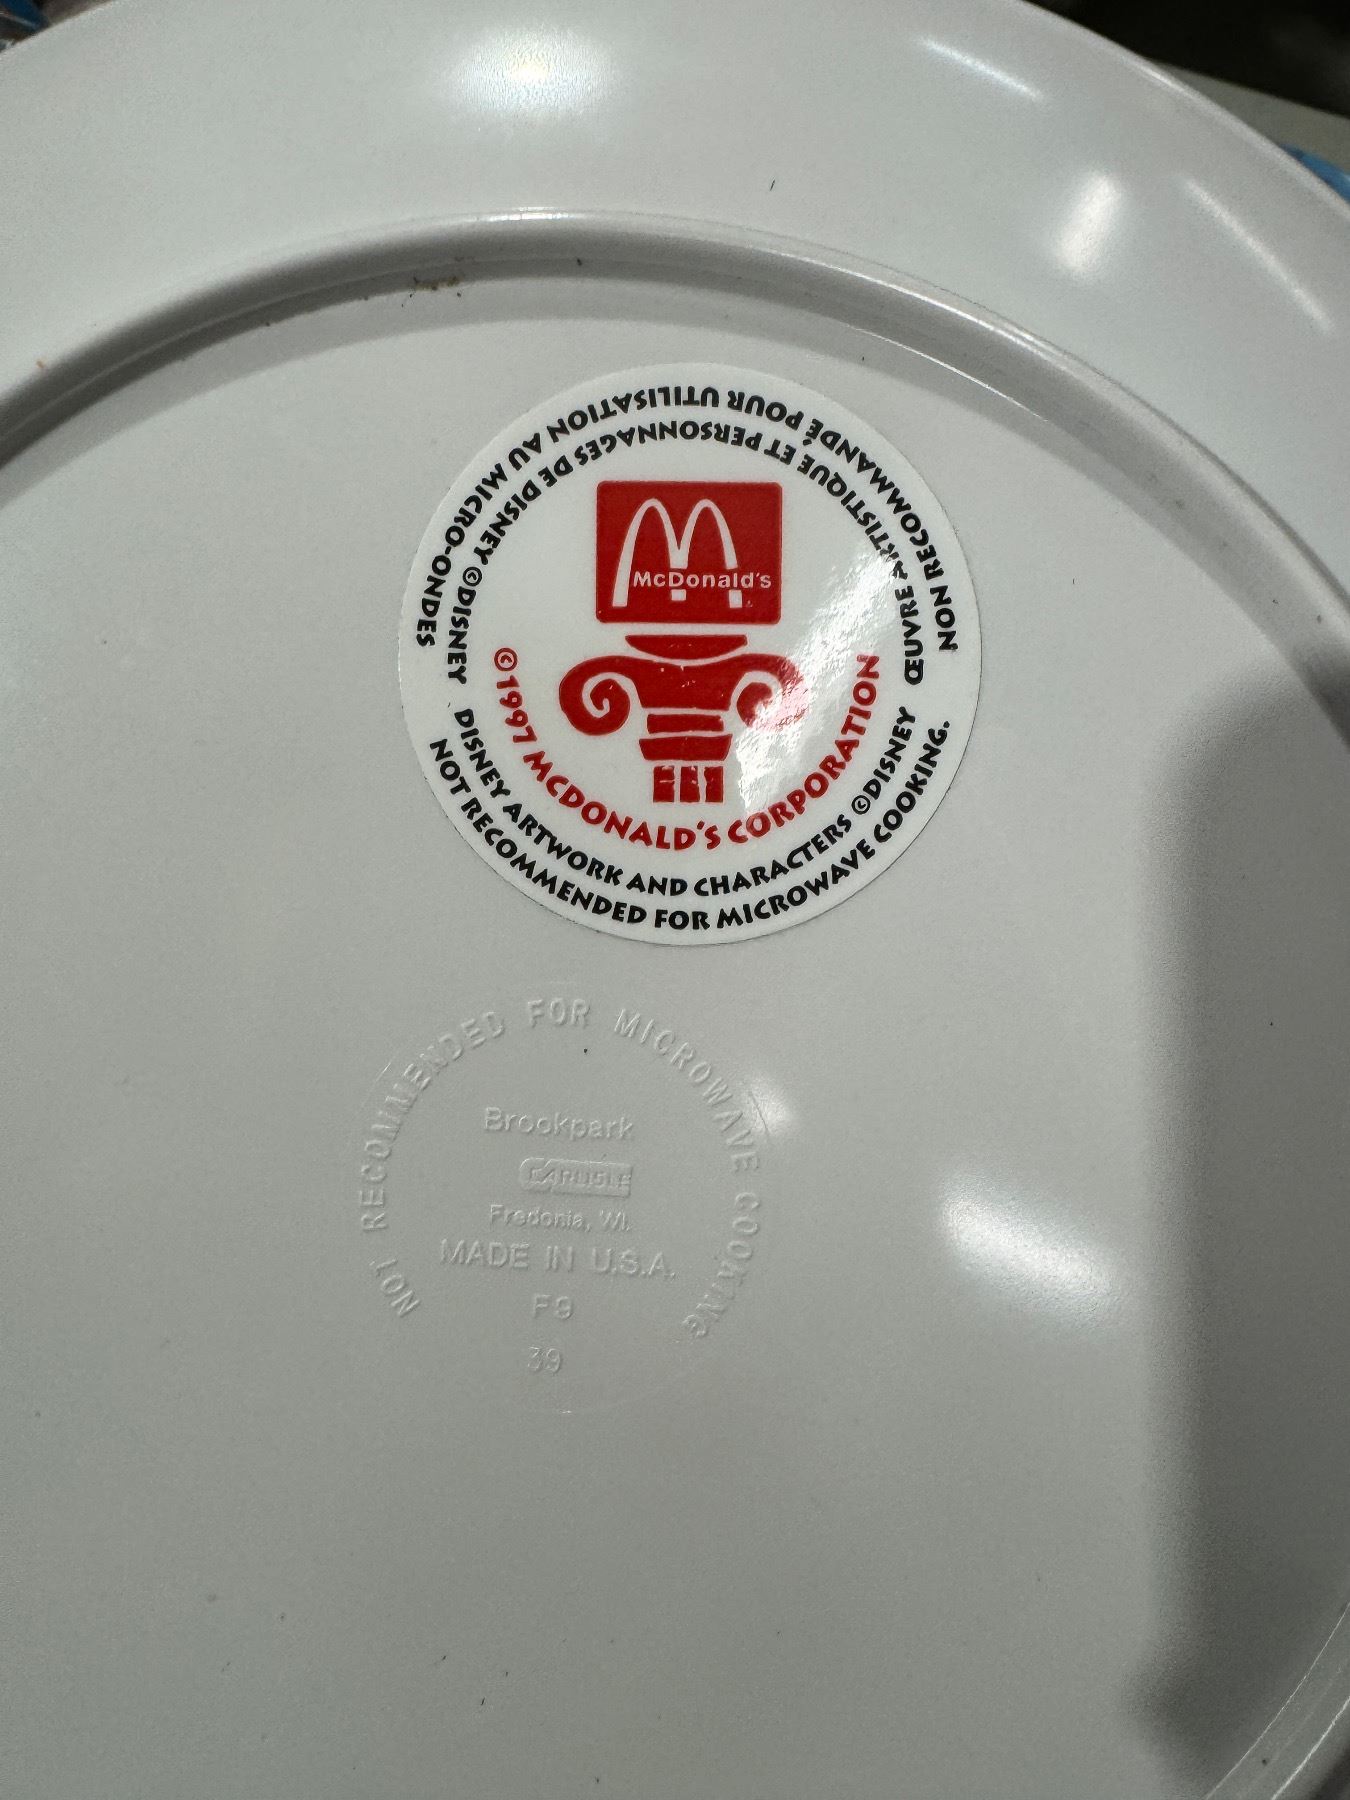 NON RECOMMANDÉ POUR UTILISATION AU MICRO-ONDES
ŒUVRE ARTISTIQUE ET PERSONNAGES DE DISNEY ©DISNEY
McDonald's
©1997 MCDONALD'S CORPORATION
DISNEY ARTWORK AND CHARACTERS ©DISNEY
NOT RECOMMENDED FOR MICROWAVE COOKING.
NOT RECOMMENDED FOR MICROWAVE COOKING
Brookpark
CARLISLE
Fredonia, WI.
MADE IN U.S.A.
F9
39